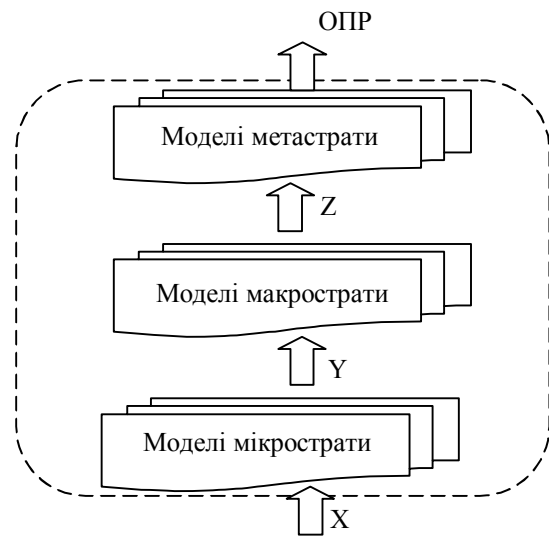 ОПР
Моделі метастрати
Z
Моделі макрострати
Y
Моделі мікрострати
X